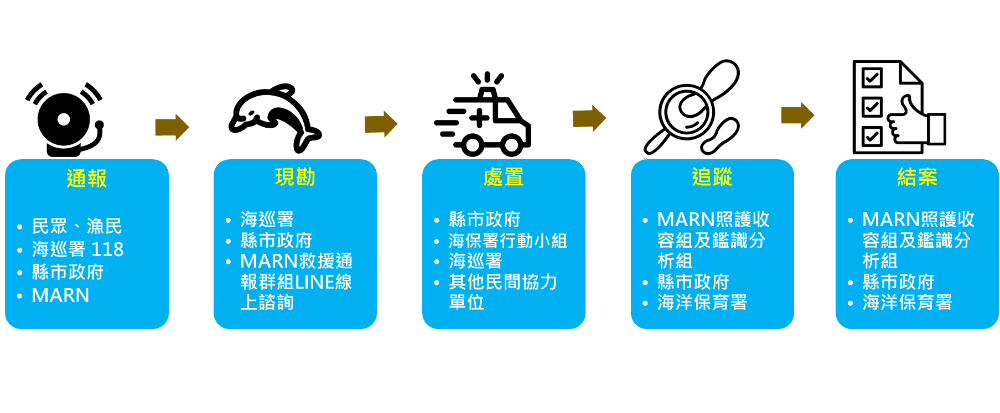 通報
• 民眾、漁民
• 海巡署 118
• 縣市政府
• MARN
現勘
• 海巡署
• 縣市政府
• MARN救援通
報群組LINE線
上諮詢
處置
• 縣市政府
• 海保署行動小組
• 海巡署
• 其他民間協力
單位
追蹤
• MARN照護收
容組及鑑識分
析組
• 縣市政府
• 海洋保育署
結案
• MARN照護收
容組及鑑識分
析組
• 縣市政府
• 海洋保育署